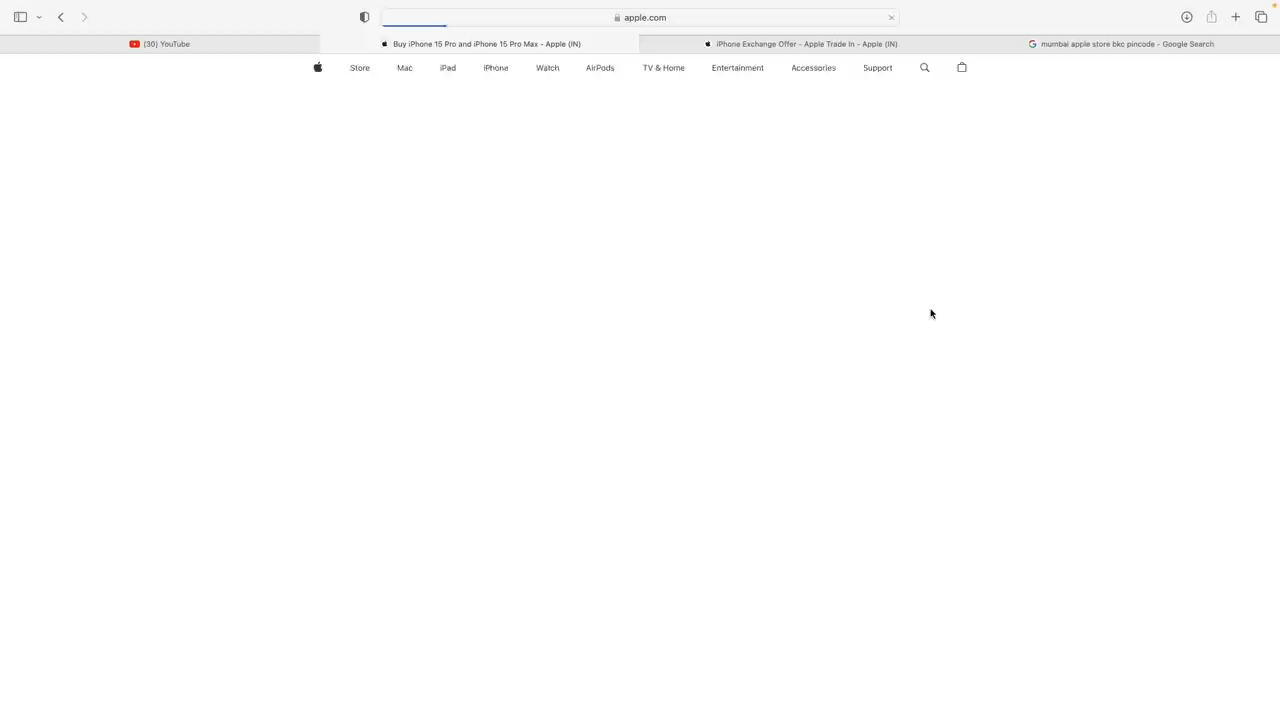 apple.com
(30) YouTube
Buy iPhone 15 Pro and iPhone 15 Pro Max - Apple (IN)
iPhone Exchange Offer - Apple Trade In - Apple (IN)
mumbai apple store bkc pincode - Google Search
Store Mac iPad iPhone Watch AirPods TV & Home Entertainment Accessories Support